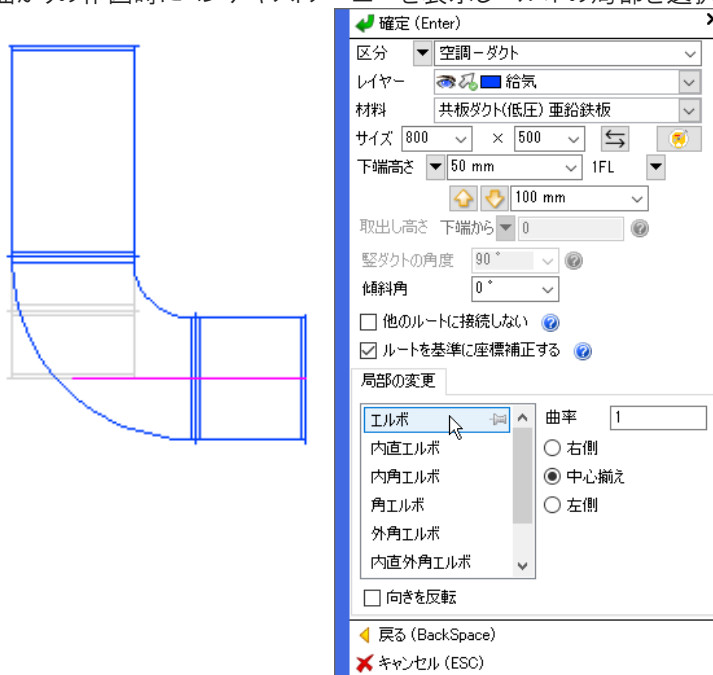 確定 (Enter)
区分 空調－ダクト
レイヤー 給気
材料 共板ダクト(低圧) 亜鉛鉄板
サイズ 800 × 500
下端高さ 50 mm 1FL
100 mm
取出し高さ 下端から 0
竪ダクトの角度 90 °
傾斜角 0 °
他のルートに接続しない
ルートを基準に座標補正する
局部の変更
エルボ 曲率 1
内直エルボ 右側
内角エルボ 中心揃え
角エルボ 左側
外角エルボ
内直外角エルボ
向きを反転
戻る (BackSpace)
キャンセル (ESC)